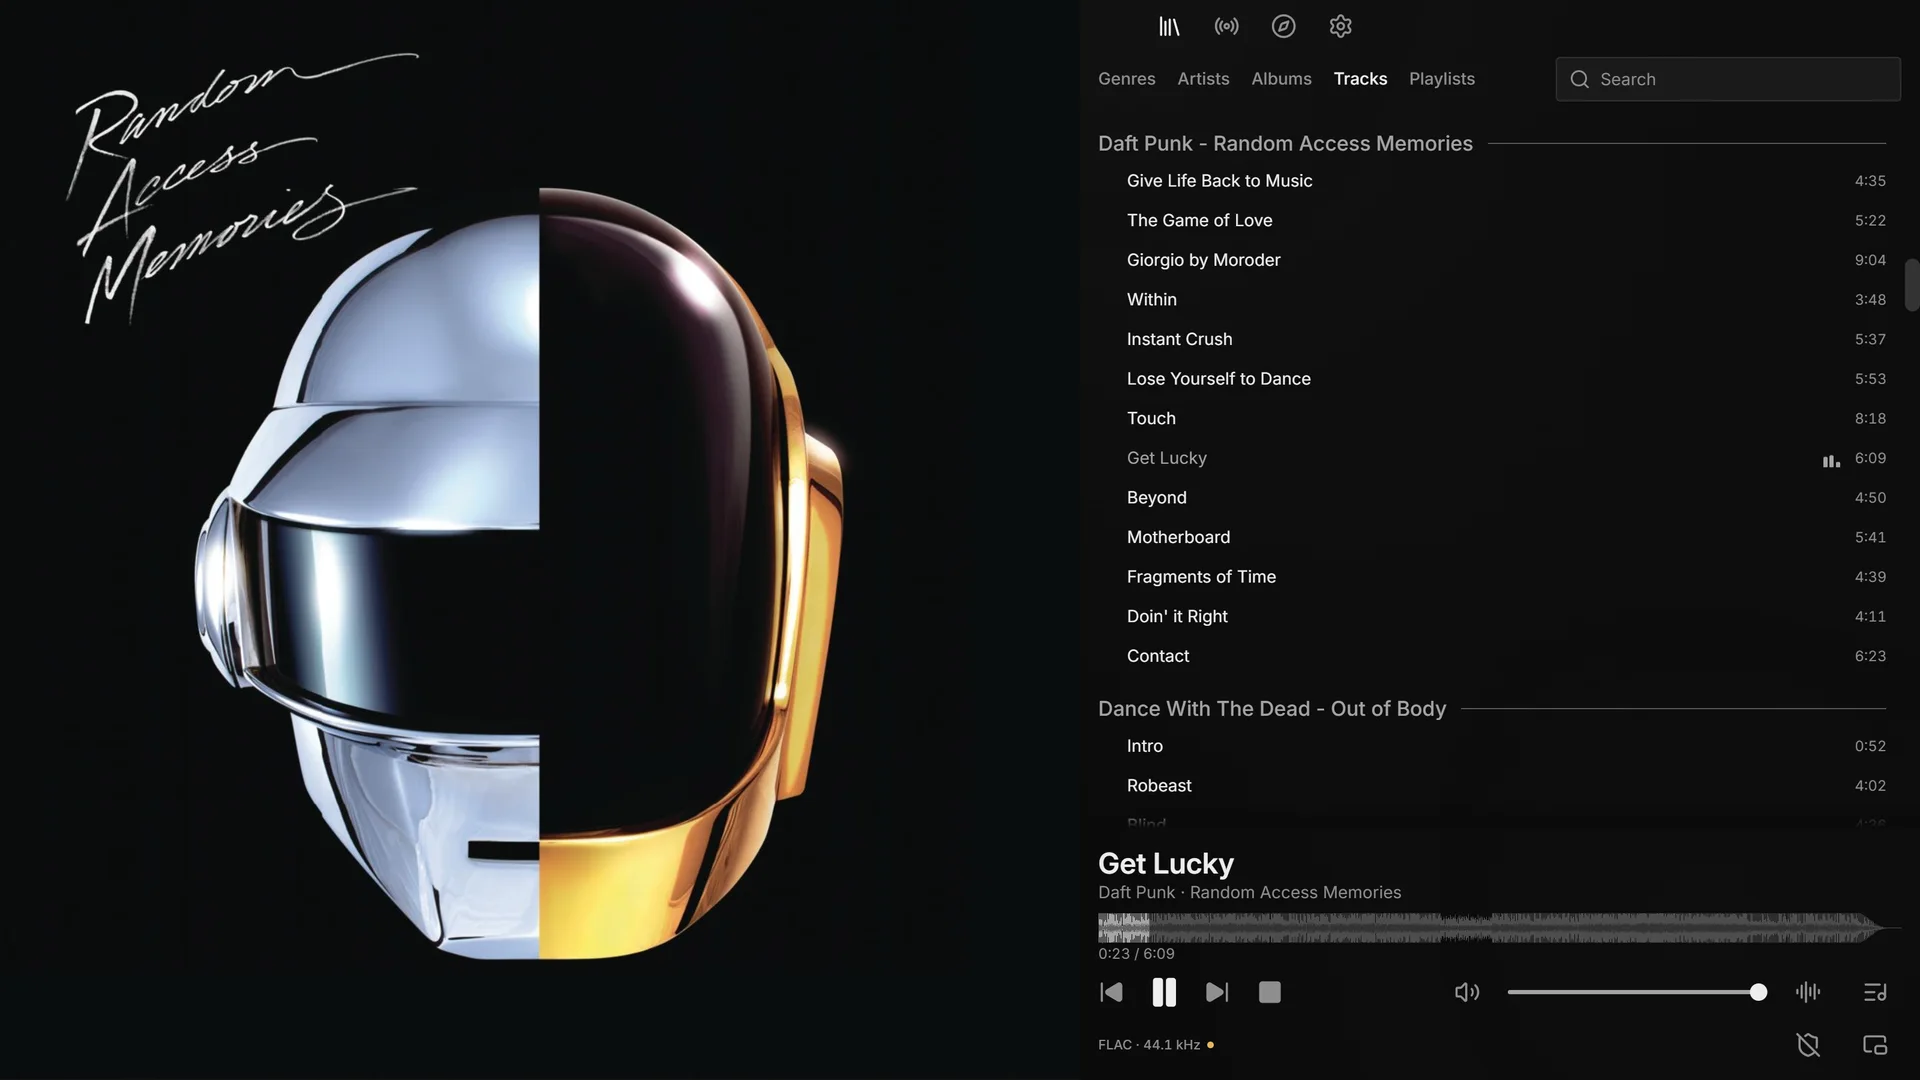 Random
Access
Memories
Genres Artists Albums Tracks Playlists
Search
Daft Punk - Random Access Memories
Give Life Back to Music 4:35
The Game of Love 5:22
Giorgio by Moroder 9:04
Within 3:48
Instant Crush 5:37
Lose Yourself to Dance 5:53
Touch 8:18
Get Lucky 6:09
Beyond 4:50
Motherboard 5:41
Fragments of Time 4:39
Doin' it Right 4:11
Contact 6:23
Dance With The Dead - Out of Body
Intro 0:52
Robeast 4:02
Blind 4:36
Get Lucky
Daft Punk · Random Access Memories
0:23 / 6:09
FLAC · 44.1 kHz